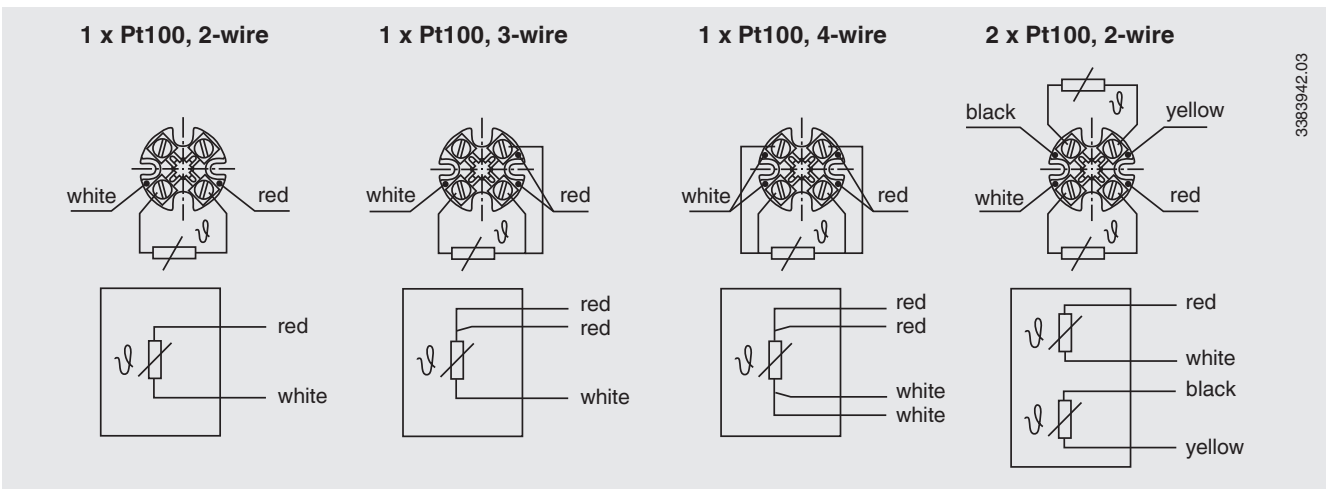 1 x Pt100, 2-wire
1 x Pt100, 3-wire
1 x Pt100, 4-wire
2 x Pt100, 2-wire
3383942.03
white
red
ϑ
white
red
ϑ
white
red
ϑ
black
yellow
white
red
ϑ
ϑ
red
white
ϑ
red
red
white
ϑ
red
red
white
white
ϑ
red
white
black
yellow
ϑ
ϑ